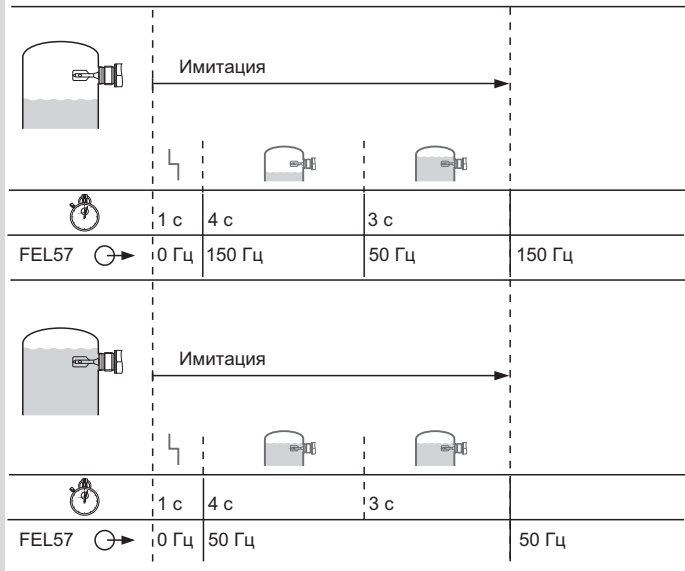 Имитация
1 с 4 с 3 с
FEL57 0 Гц 150 Гц 50 Гц 150 Гц
Имитация
1 с 4 с 3 с
FEL57 0 Гц 50 Гц 50 Гц